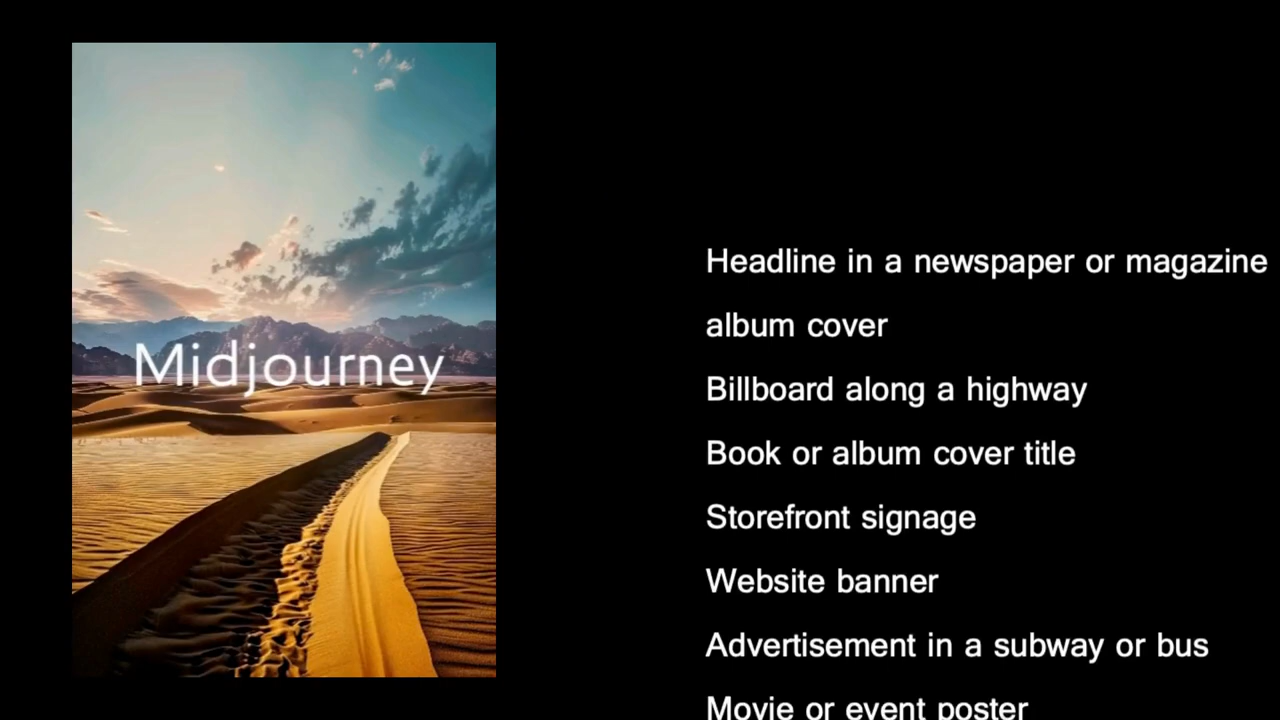 Midjourney
Headline in a newspaper or magazine
album cover
Billboard along a highway
Book or album cover title
Storefront signage
Website banner
Advertisement in a subway or bus
Movie or event poster